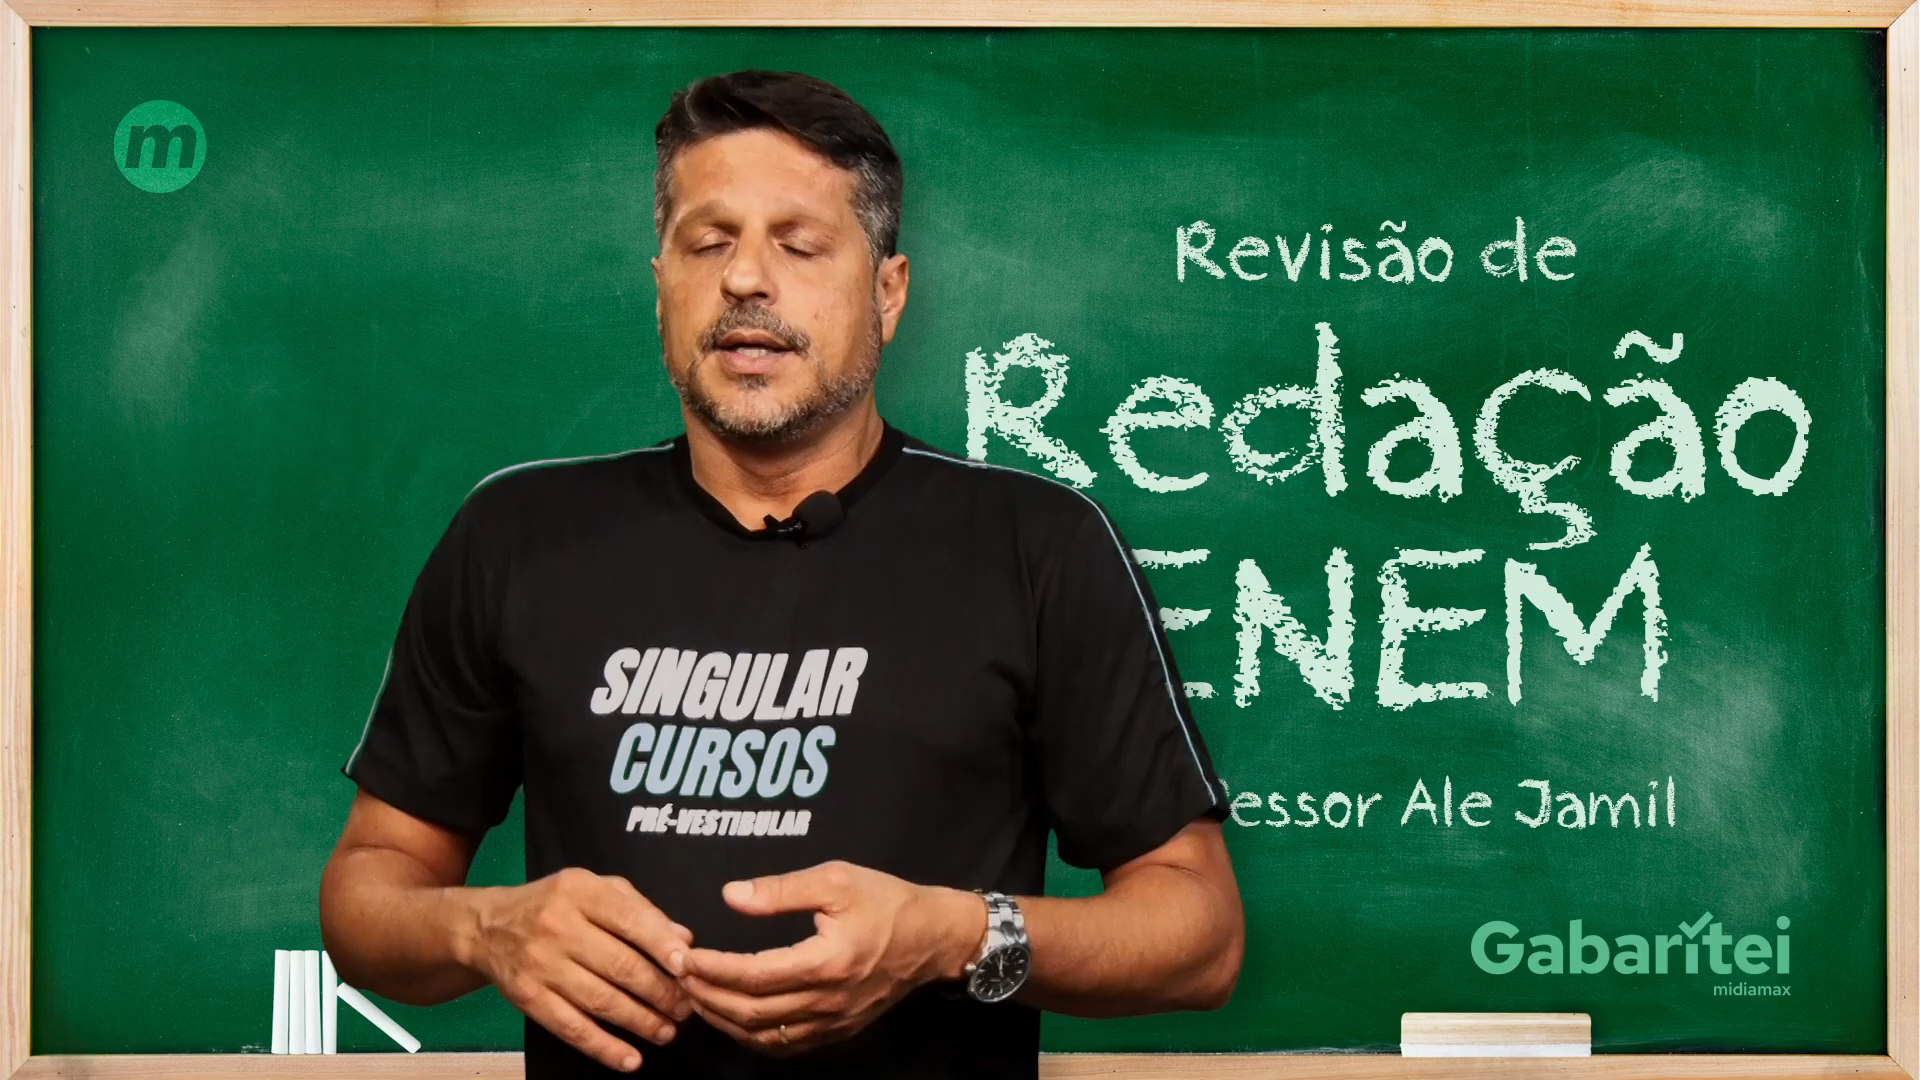 m
Revisão de
Redação
ENEM
essor Ale Jamil
SINGULAR
CURSOS
PRÉ-VESTIBULAR
Gabaritei
midiamax